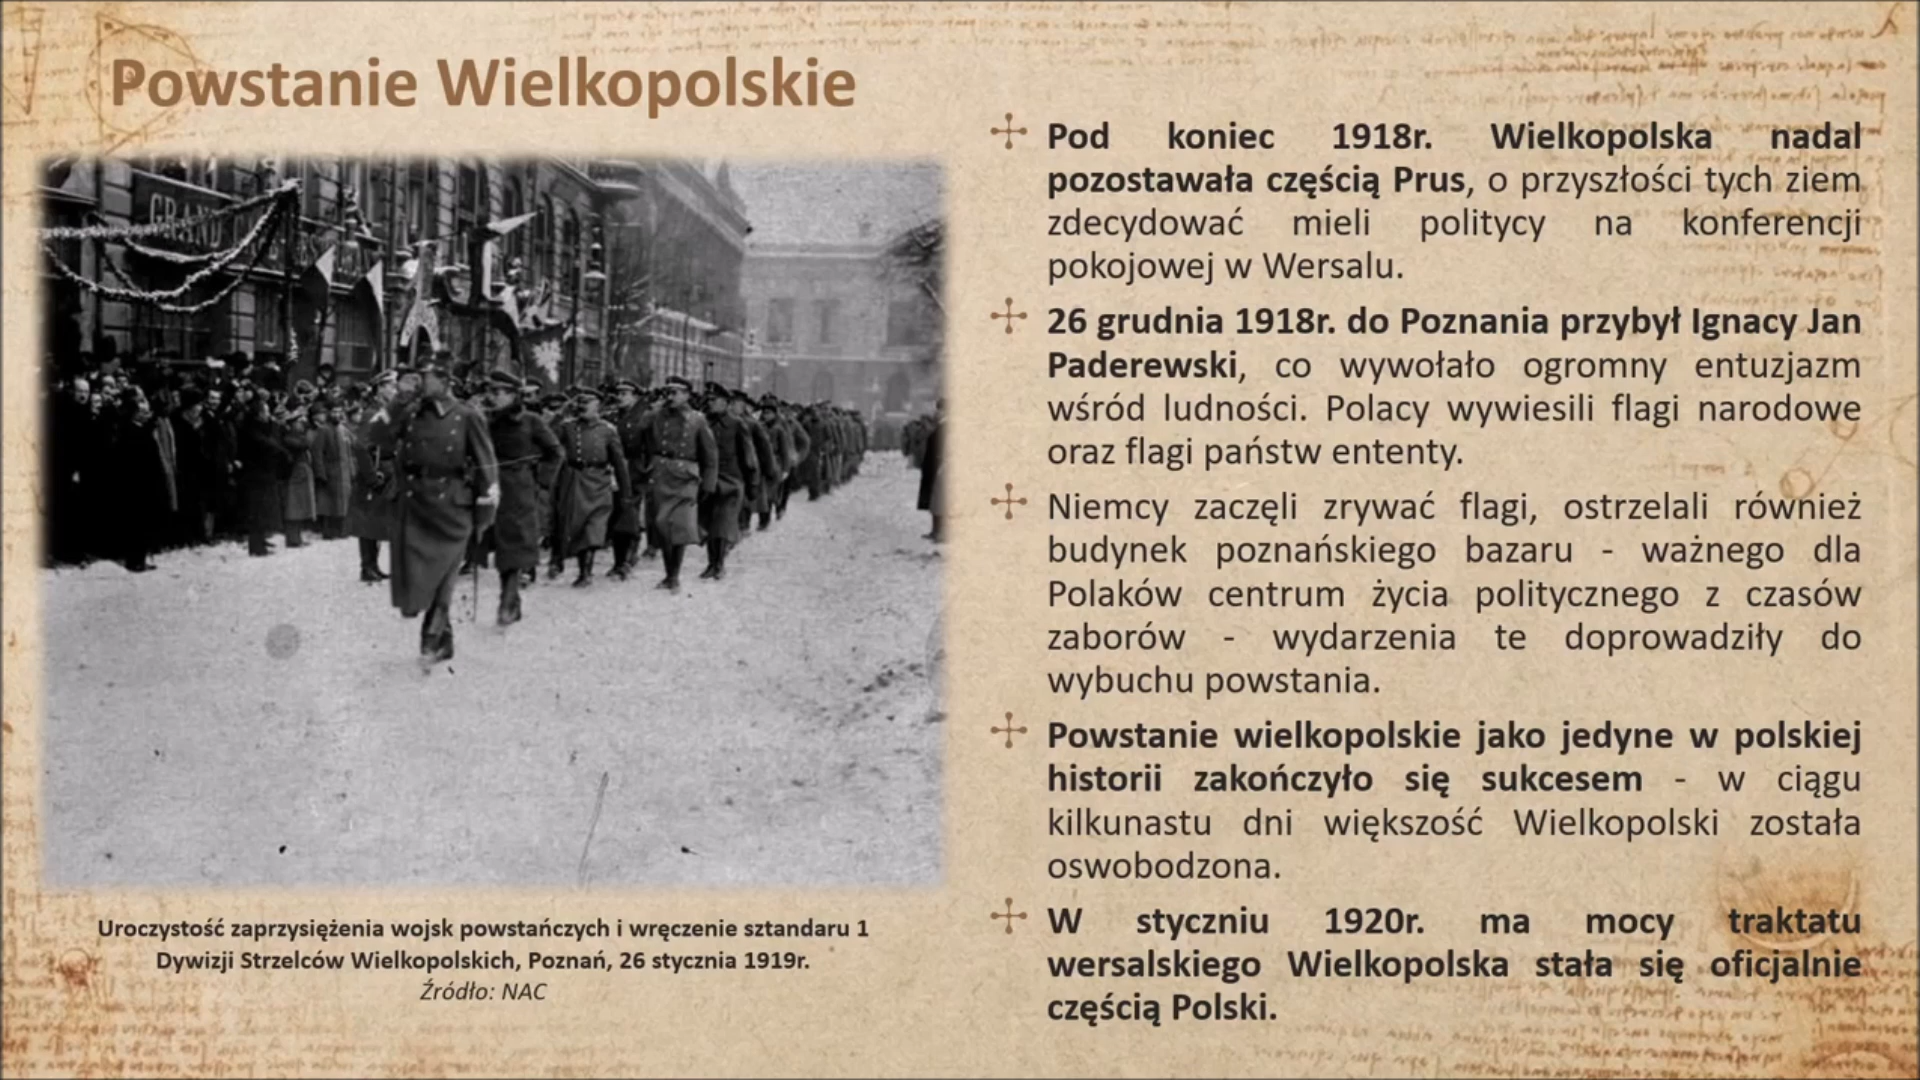 Powstanie Wielkopolskie
GRAND
Pod koniec 1918r. Wielkopolska nadal
pozostawała częścią Prus, o przyszłości tych ziem
zdecydować mieli politycy na konferencji
pokojowej w Wersalu.
26 grudnia 1918r. do Poznania przybył Ignacy Jan
Paderewski, co wywołało ogromny entuzjazm
wśród ludności. Polacy wywiesili flagi narodowe
oraz flagi państw ententy.
Niemcy zaczęli zrywać flagi, ostrzelali również
budynek poznańskiego bazaru - ważnego dla
Polaków centrum życia politycznego z czasów
zaborów - wydarzenia te doprowadziły do
wybuchu powstania.
Powstanie wielkopolskie jako jedyne w polskiej
historii zakończyło się sukcesem - w ciągu
kilkunastu dni większość Wielkopolski została
oswobodzona.
W styczniu 1920r. ma mocy traktatu
wersalskiego Wielkopolska stała się oficjalnie
częścią Polski.
Uroczystość zaprzysiężenia wojsk powstańczych i wręczenie sztandaru 1
Dywizji Strzelców Wielkopolskich, Poznań, 26 stycznia 1919r.
Źródło: NAC